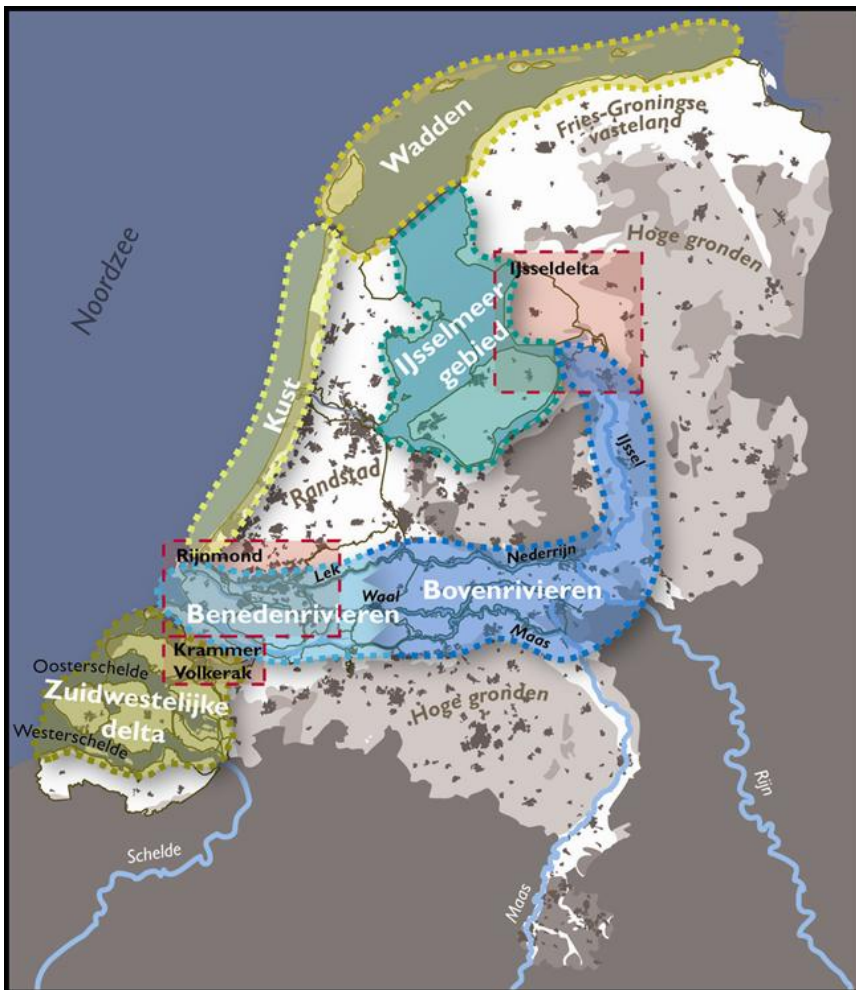 Wadden
Fries-Groningse
vasteland
Noordzee
Hoge gronden
IJsseldelta
IJsselmeer
gebied
Kust
IJssel
Randstad
Rijnmond
Lek
Nederrijn
Waal
Bovenrivieren
Benedenrivieren
Maas
Krammer
Volkerak
Oosterschelde
Zuidwestelijke
delta
Westerschelde
Hoge gronden
Rijn
Schelde
Maas